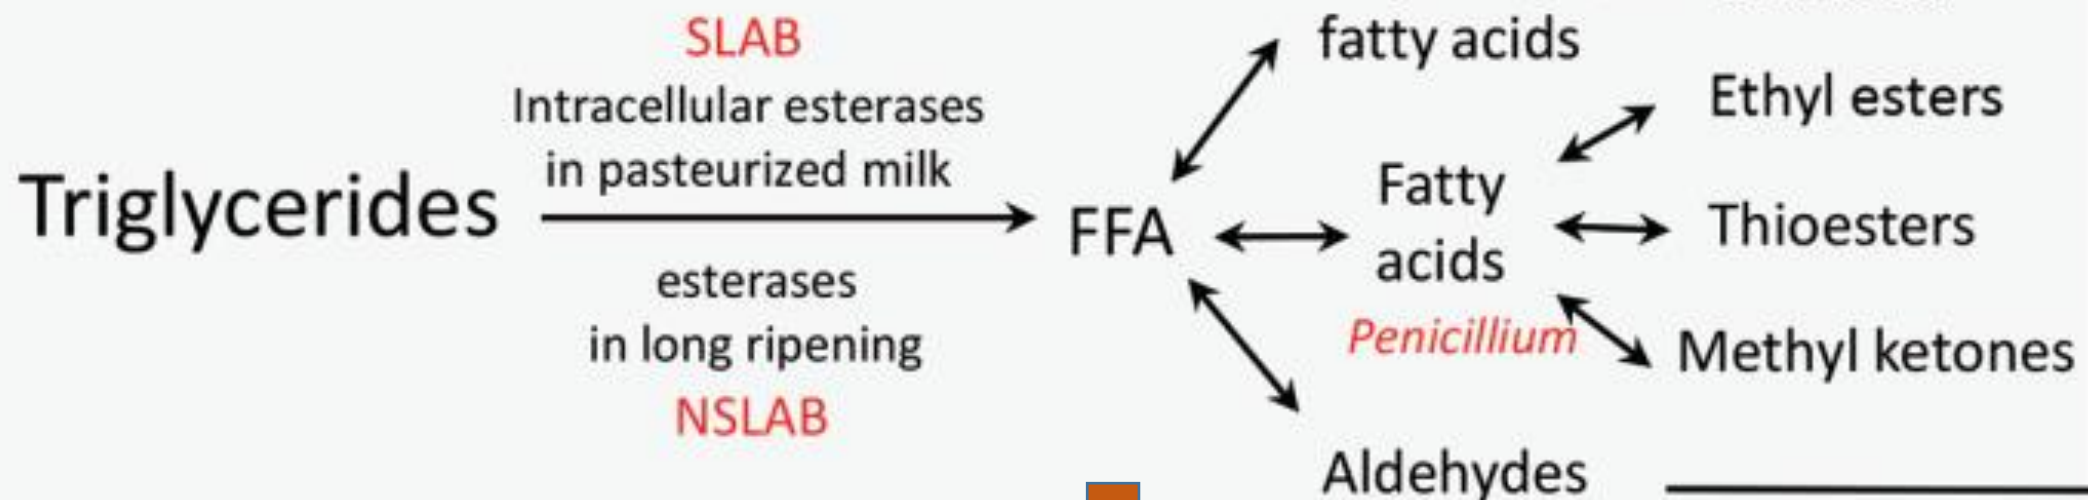 SLAB
Intracellular esterases
in pasteurized milk
Triglycerides
esterases
in long ripening
NSLAB
FFA
fatty acids
Fatty
acids
Penicillium
Ethyl esters
Thioesters
Methyl ketones
Aldehydes